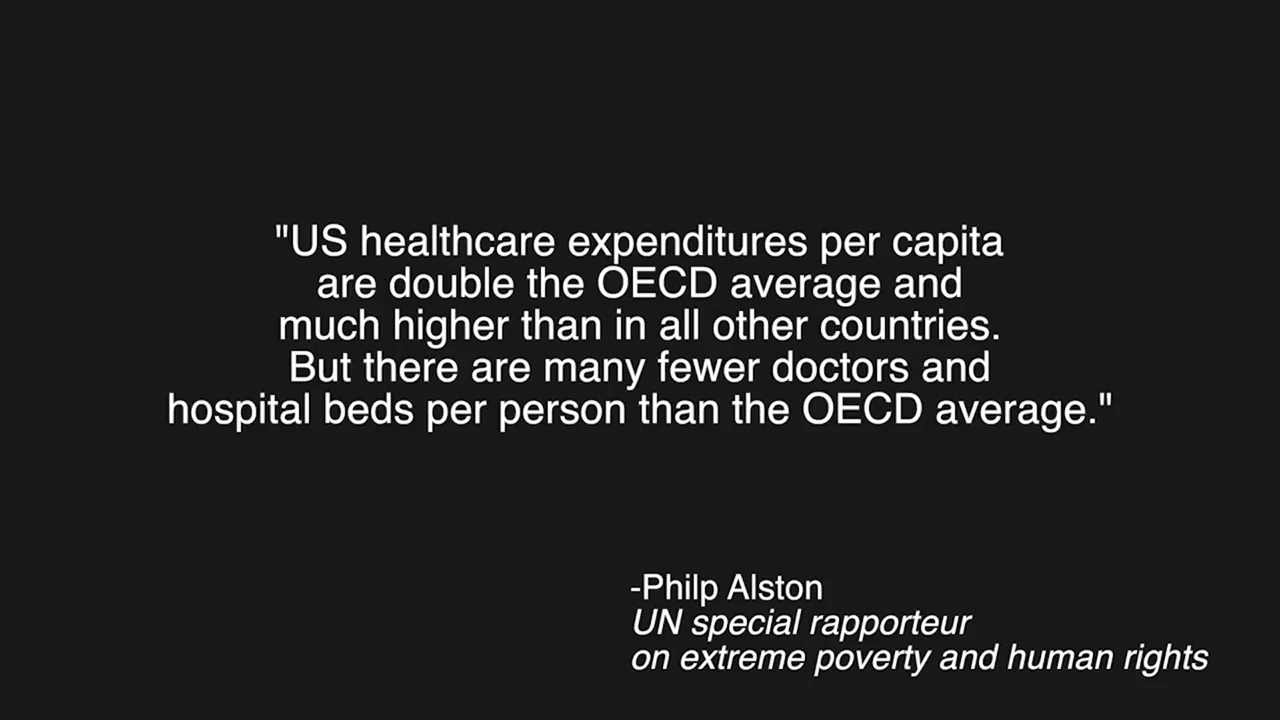 "US healthcare expenditures per capita
are double the OECD average and
much higher than in all other countries.
But there are many fewer doctors and
hospital beds per person than the OECD average."
-Philp Alston
UN special rapporteur
on extreme poverty and human rights